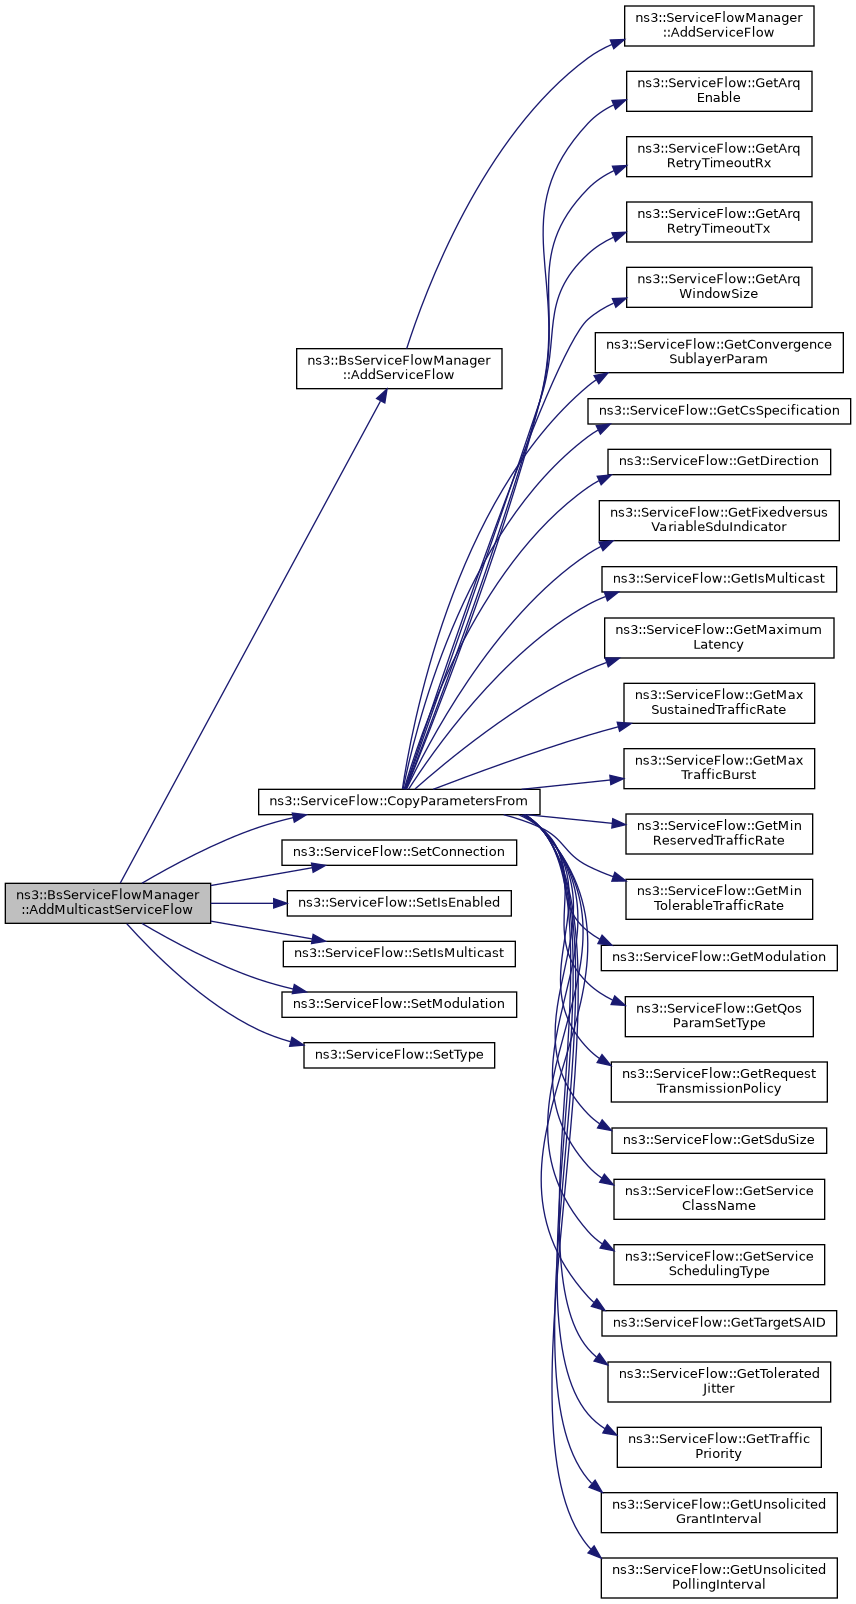 ns3::ServiceFlowManager
::AddServiceFlow
ns3::ServiceFlow::GetArq
Enable
ns3::ServiceFlow::GetArq
RetryTimeoutRx
ns3::ServiceFlow::GetArq
RetryTimeoutTx
ns3::ServiceFlow::GetArq
WindowSize
ns3::ServiceFlow::GetConvergence
SublayerParam
ns3::BsServiceFlowManager
::AddServiceFlow
ns3::ServiceFlow::GetCsSpecification
ns3::ServiceFlow::GetDirection
ns3::ServiceFlow::GetFixedversus
VariableSduIndicator
ns3::ServiceFlow::GetIsMulticast
ns3::ServiceFlow::GetMaximum
Latency
ns3::ServiceFlow::GetMax
SustainedTrafficRate
ns3::ServiceFlow::GetMax
TrafficBurst
ns3::ServiceFlow::CopyParametersFrom
ns3::ServiceFlow::GetMin
ReservedTrafficRate
ns3::ServiceFlow::SetConnection
ns3::ServiceFlow::GetMin
TolerableTrafficRate
ns3::BsServiceFlowManager
::AddMulticastServiceFlow
ns3::ServiceFlow::SetIsEnabled
ns3::ServiceFlow::SetIsMulticast
ns3::ServiceFlow::GetModulation
ns3::ServiceFlow::SetModulation
ns3::ServiceFlow::GetQos
ParamSetType
ns3::ServiceFlow::SetType
ns3::ServiceFlow::GetRequest
TransmissionPolicy
ns3::ServiceFlow::GetSduSize
ns3::ServiceFlow::GetService
ClassName
ns3::ServiceFlow::GetService
SchedulingType
ns3::ServiceFlow::GetTargetSAID
ns3::ServiceFlow::GetTolerated
Jitter
ns3::ServiceFlow::GetTraffic
Priority
ns3::ServiceFlow::GetUnsolicited
GrantInterval
ns3::ServiceFlow::GetUnsolicited
PollingInterval